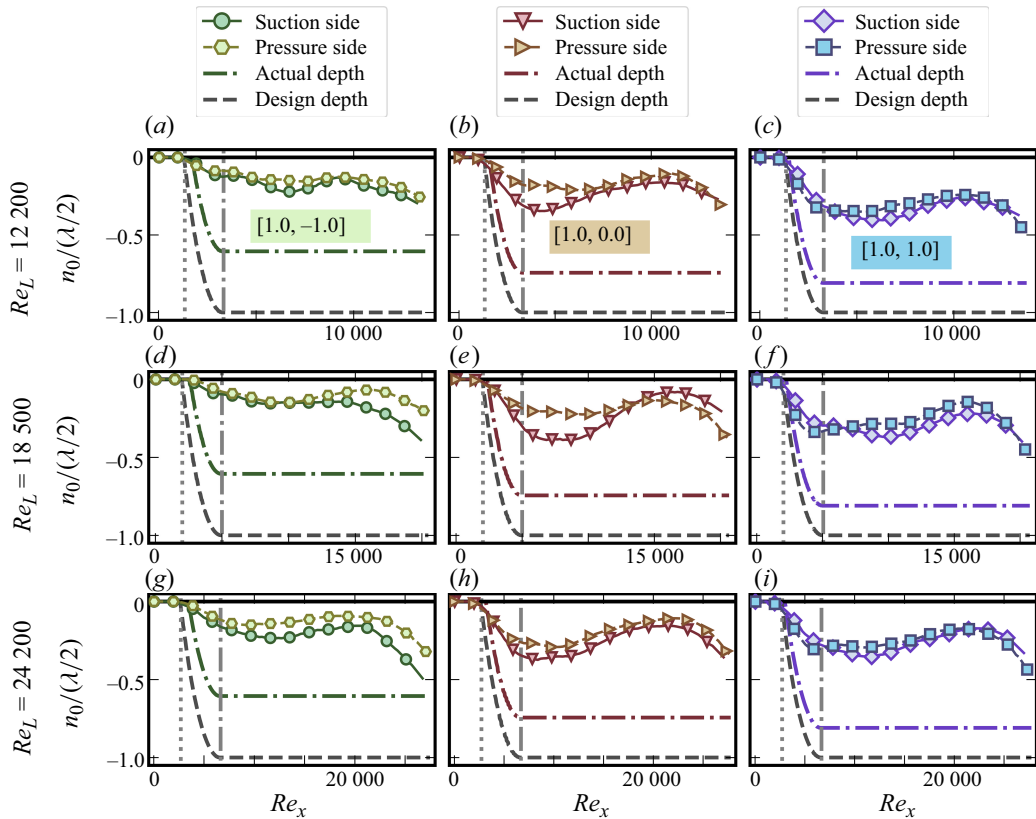 Suction side
Pressure side
Actual depth
Design depth
Suction side
Pressure side
Actual depth
Design depth
Suction side
Pressure side
Actual depth
Design depth
(a)
(b)
(c)
Re_L = 12 200
n_0/(λ/2)
0
−0.5
−1.0
[1.0, −1.0]
[1.0, 0.0]
[1.0, 1.0]
0 10 000
0 10 000
0 10 000
(d)
(e)
(f)
Re_L = 18 500
n_0/(λ/2)
0
−0.5
−1.0
0 15 000
0 15 000
0 15 000
(g)
(h)
(i)
Re_L = 24 200
n_0/(λ/2)
0
−0.5
−1.0
0 20 000
0 20 000
0 20 000
Re_x
Re_x
Re_x